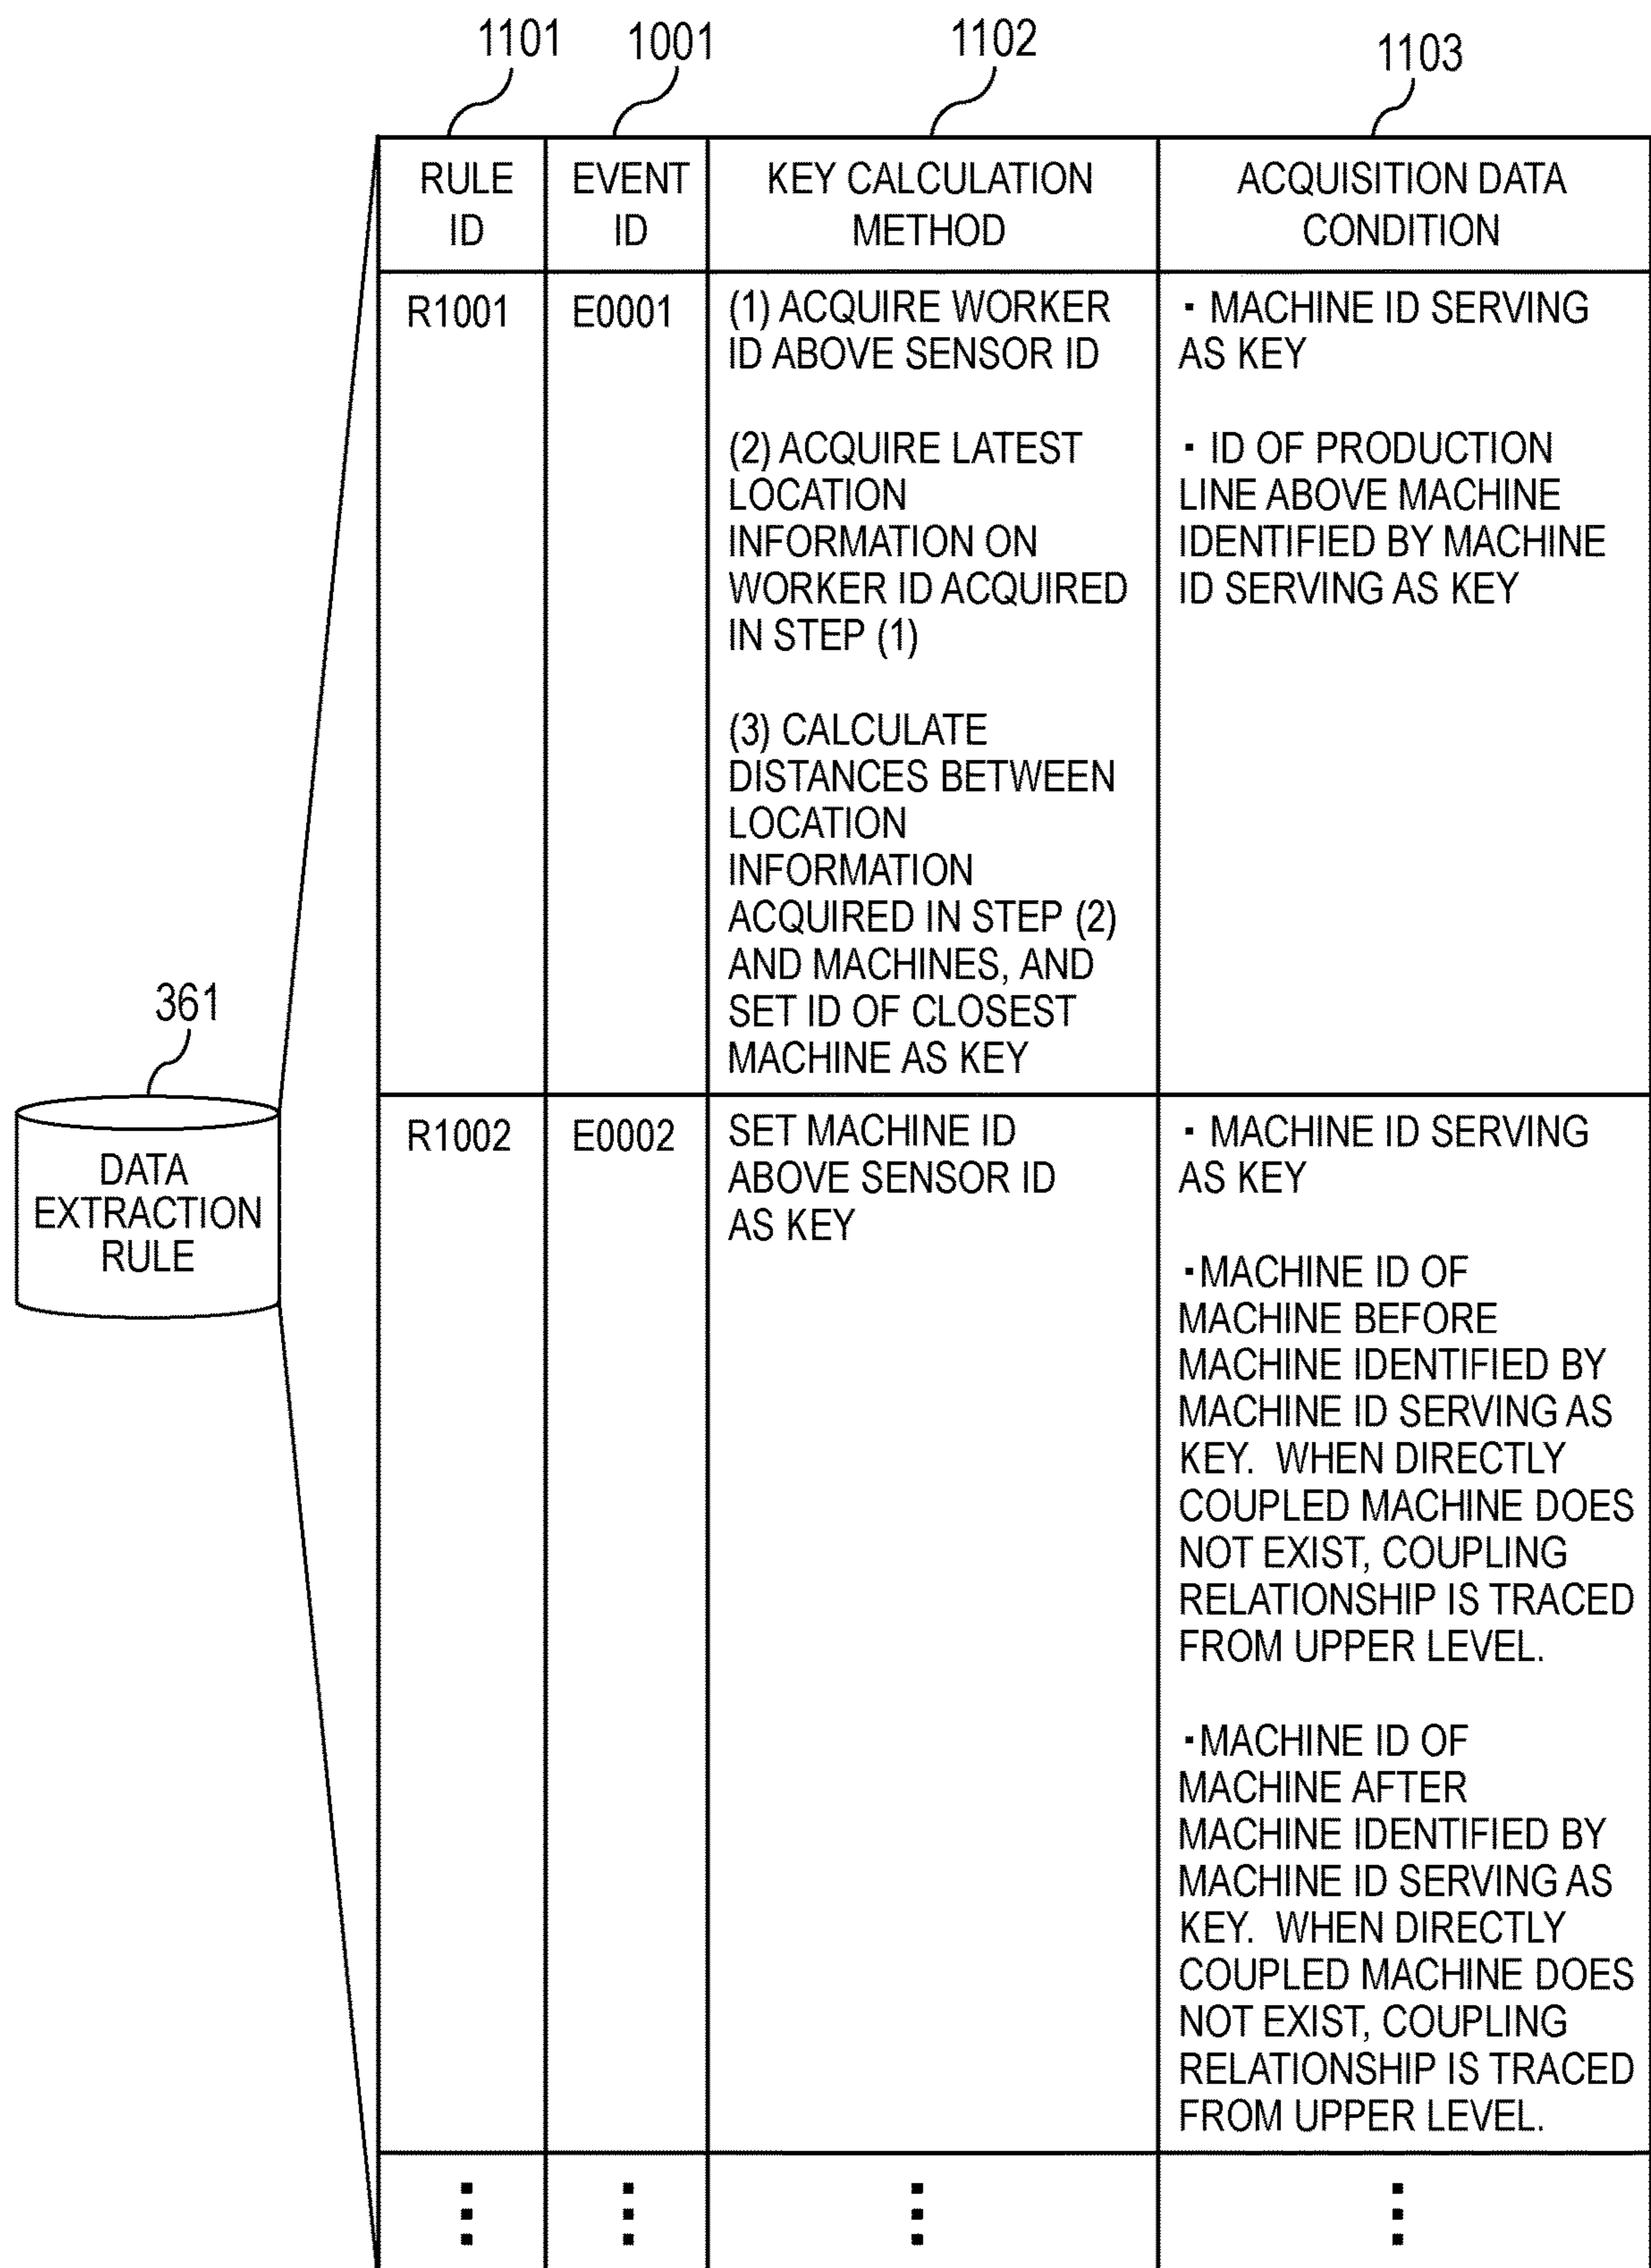 1101
1001
1102
1103
RULE
ID
EVENT
ID
KEY CALCULATION
METHOD
ACQUISITION DATA
CONDITION
R1001
E0001
(1) ACQUIRE WORKER
ID ABOVE SENSOR ID
(2) ACQUIRE LATEST
LOCATION
INFORMATION ON
WORKER ID ACQUIRED
IN STEP (1)
(3) CALCULATE
DISTANCES BETWEEN
LOCATION
INFORMATION
ACQUIRED IN STEP (2)
AND MACHINES, AND
SET ID OF CLOSEST
MACHINE AS KEY
・ MACHINE ID SERVING
AS KEY
・ ID OF PRODUCTION
LINE ABOVE MACHINE
IDENTIFIED BY MACHINE
ID SERVING AS KEY
361
DATA
EXTRACTION
RULE
R1002
E0002
SET MACHINE ID
ABOVE SENSOR ID
AS KEY
・ MACHINE ID SERVING
AS KEY
・MACHINE ID OF
MACHINE BEFORE
MACHINE IDENTIFIED BY
MACHINE ID SERVING AS
KEY. WHEN DIRECTLY
COUPLED MACHINE DOES
NOT EXIST, COUPLING
RELATIONSHIP IS TRACED
FROM UPPER LEVEL.
・MACHINE ID OF
MACHINE AFTER
MACHINE IDENTIFIED BY
MACHINE ID SERVING AS
KEY. WHEN DIRECTLY
COUPLED MACHINE DOES
NOT EXIST, COUPLING
RELATIONSHIP IS TRACED
FROM UPPER LEVEL.